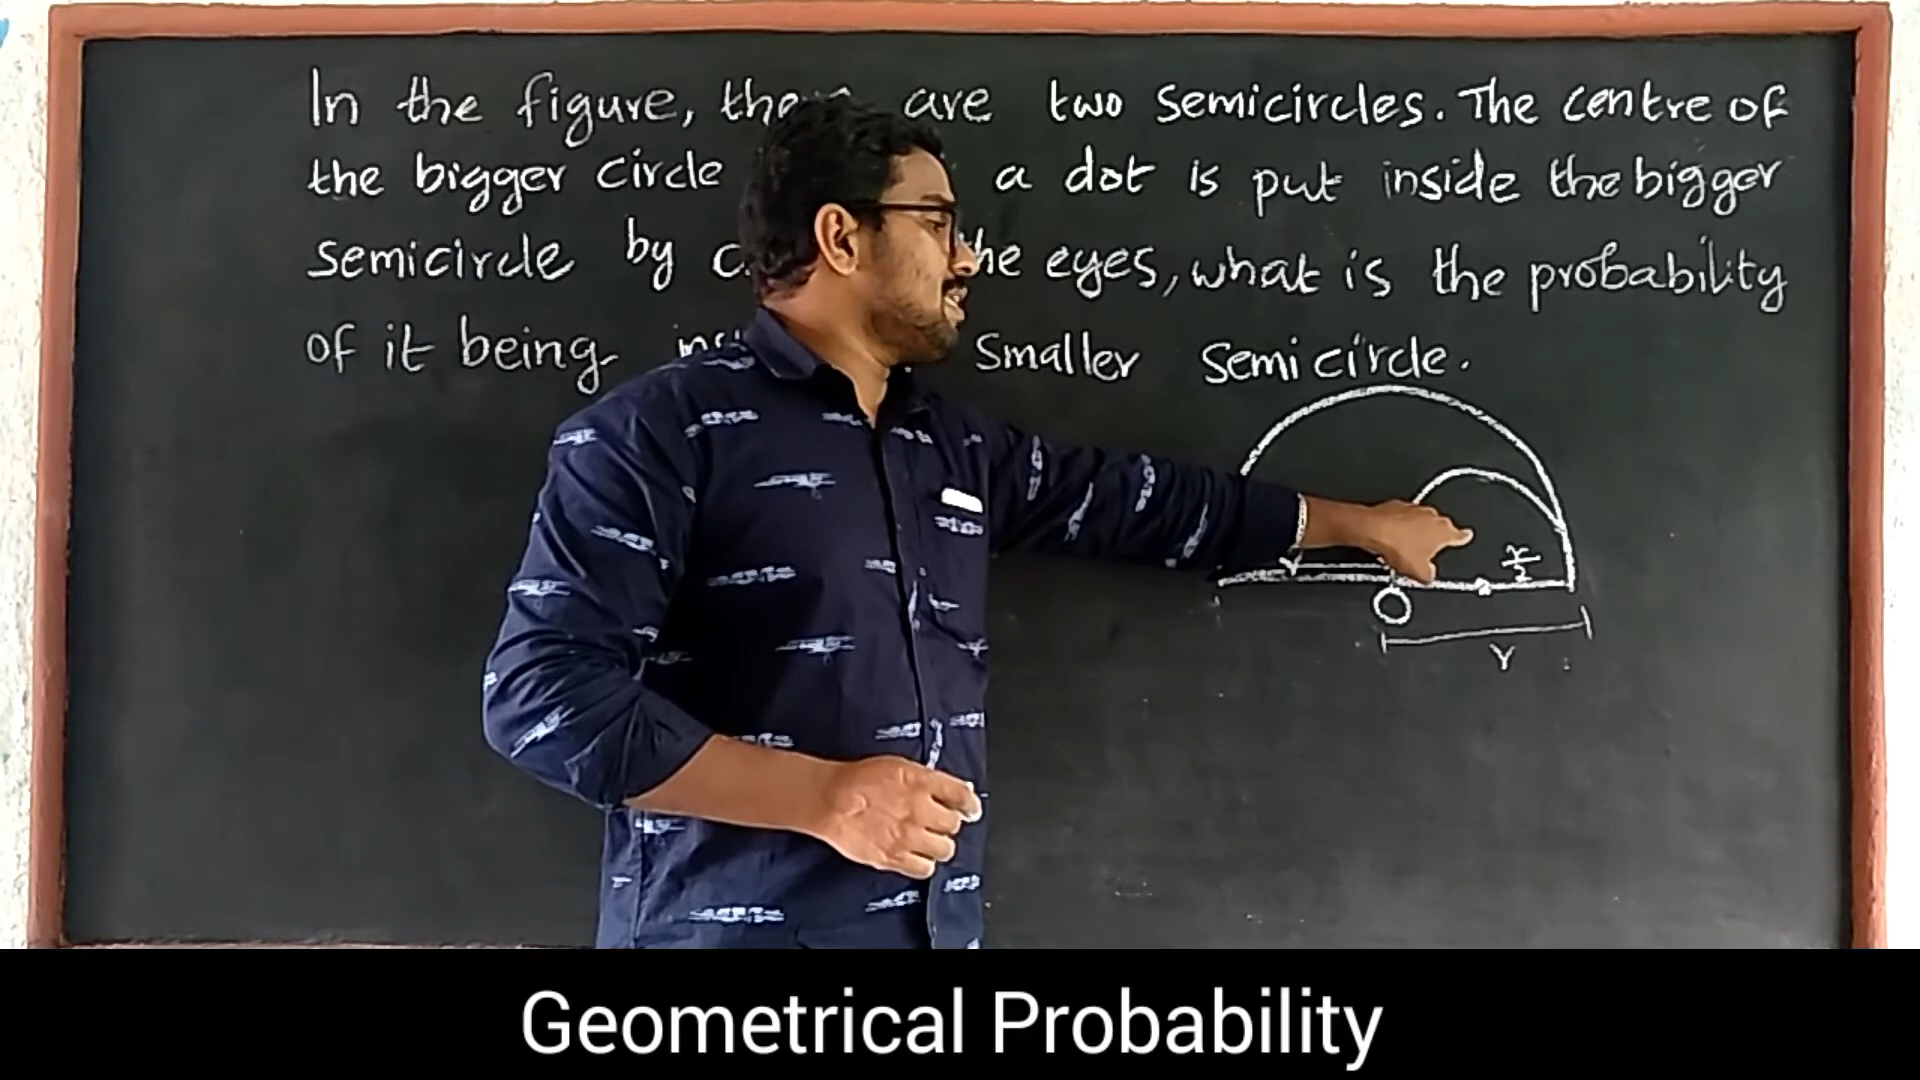 In the figure, are two semicircles. The centre of
the bigger circle a dot is put inside the bigger
semicircle by the eyes, what is the probability
of it being smaller semicircle.
r/2
O
r
Geometrical Probability